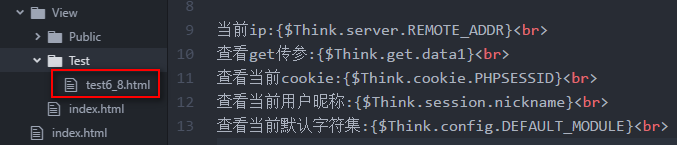 View
Public
Test
test6_8.html
index.html
index.html
8
9 当前ip:{$Think.server.REMOTE_ADDR}<br>
10 查看get传参:{$Think.get.data1}<br>
11 查看当前cookie:{$Think.cookie.PHPSESSID}<br>
12 查看当前用户昵称:{$Think.session.nickname}<br>
13 查看当前默认字符集:{$Think.config.DEFAULT_MODULE}<br>